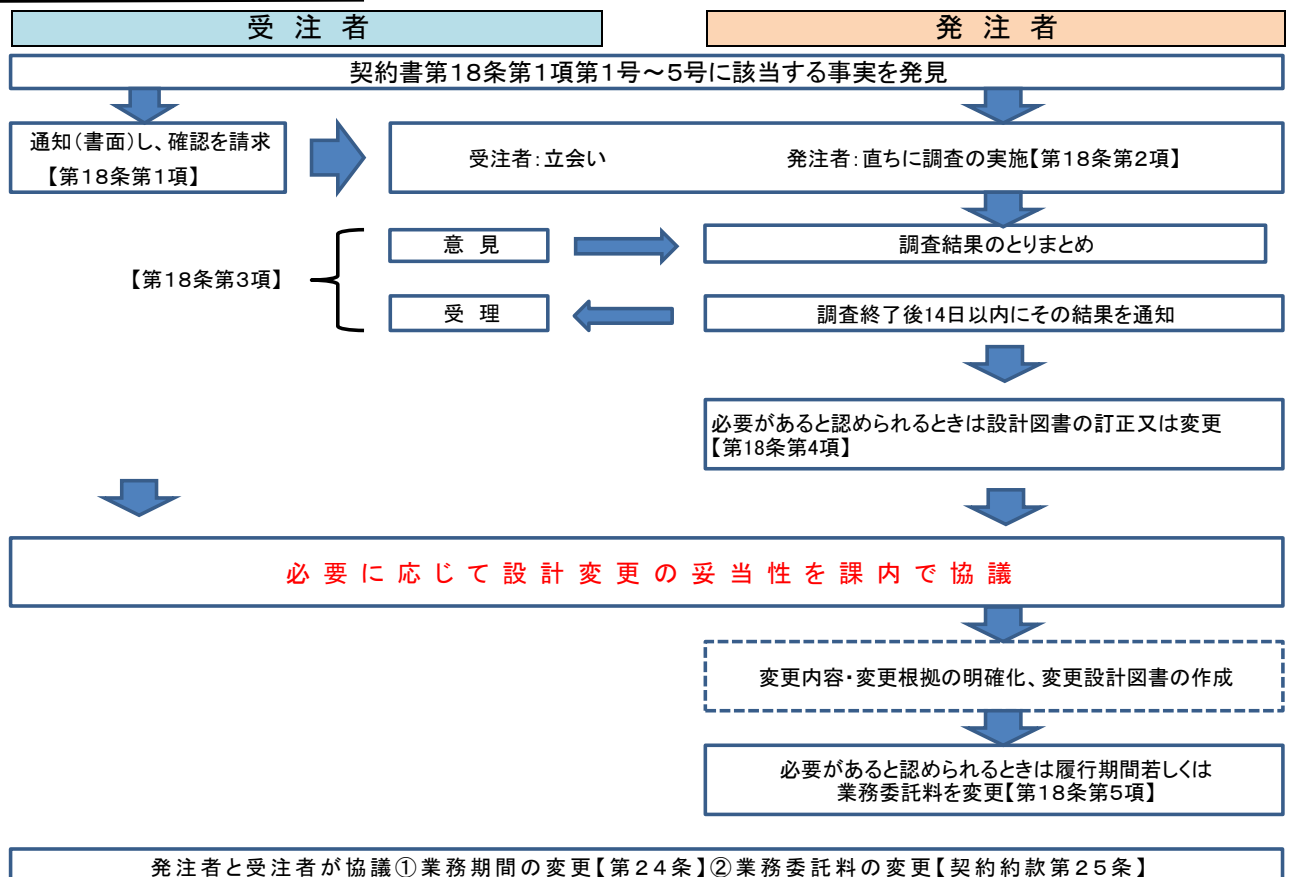 受 注 者
発 注 者
契約書第18条第1項第1号～5号に該当する事実を発見
通知(書面)し、確認を請求
【第18条第1項】
受注者:立会い
発注者:直ちに調査の実施【第18条第2項】
意 見
調査結果のとりまとめ
【第18条第3項】
受 理
調査終了後14日以内にその結果を通知
必要があると認められるときは設計図書の訂正又は変更
【第18条第4項】
必 要 に 応 じ て 設 計 変 更 の 妥 当 性 を 課 内 で 協 議
変更内容・変更根拠の明確化、変更設計図書の作成
必要があると認められるときは履行期間若しくは
業務委託料を変更【第18条第5項】
発注者と受注者が協議①業務期間の変更【第24条】②業務委託料の変更【契約約款第25条】